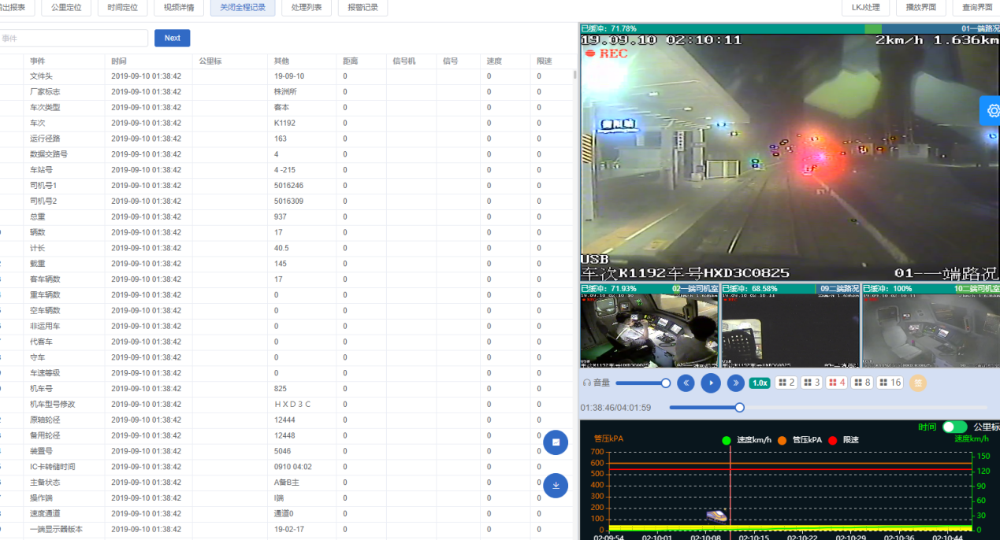 出报表 公里定位 时间定位 视频详情 关闭全程记录 处理列表 报警记录 LKJ处理 播放界面 查询界面
事件 Next
事件 时间 公里标 其他 距离 信号机 信号 速度 限速
文件头 2019-09-10 01:38:42 19-09-10 0 0 0
厂家标志 2019-09-10 01:38:42 株洲所 0 0 0
车次类型 2019-09-10 01:38:42 客本 0 0 0
车次 2019-09-10 01:38:42 K1192 0 0 0
运行径路 2019-09-10 01:38:42 163 0 0 0
数据交路号 2019-09-10 01:38:42 4 0 0 0
车站号 2019-09-10 01:38:42 4 -215 0 0 0
司机号1 2019-09-10 01:38:42 5016246 0 0 0
司机号2 2019-09-10 01:38:42 5016309 0 0 0
总重 2019-09-10 01:38:42 937 0 0 0
辆数 2019-09-10 01:38:42 17 0 0 0
计长 2019-09-10 01:38:42 40.5 0 0 0
载重 2019-09-10 01:38:42 145 0 0 0
客车辆数 2019-09-10 01:38:42 17 0 0 0
重车辆数 2019-09-10 01:38:42 0 0 0 0
空车辆数 2019-09-10 01:38:42 0 0 0 0
非运用车 2019-09-10 01:38:42 0 0 0 0
代客车 2019-09-10 01:38:42 0 0 0 0
守车 2019-09-10 01:38:42 0 0 0 0
车速等级 2019-09-10 01:38:42 0 0 0 0
机车号 2019-09-10 01:38:42 825 0 0 0
机车型号修改 2019-09-10 01:38:42 ＨＸＤ３Ｃ 0 0 0
原轴轮径 2019-09-10 01:38:42 12444 0 0 0
备用轮径 2019-09-10 01:38:42 12448 0 0 0
装置号 2019-09-10 01:38:42 5046 0 0 0
IC卡转储时间 2019-09-10 01:38:42 0910 04:02 0 0 0
主备状态 2019-09-10 01:38:42 A备B主 0 0 0
操作端 2019-09-10 01:38:42 I端 0 0 0
速度通道 2019-09-10 01:38:42 通道0 0 0 0
一端显示器版本 2019-09-10 01:38:42 19-02-17 0 0 0
已缓冲: 71.78% 01一端路况
19.09.10 02:10:11 2km/h 1.636km
REC
USB
车次K1192车号HXD3C0825 01--一端路况
已缓冲: 71.93% 02一端司机室 已缓冲: 68.58% 09二端路况 已缓冲: 100% 10二端司机室
音量 1.0x 2 3 4 8 16
01:38:46/04:01:59
时间 公里标
管压kPA 速度km/h 管压kPA 限速 速度km/h
700 150
600 120
500
400 90
300 60
200
100 30
0 0
02:09:54 02:10:01 02:10:08 02:10:15 02:10:22 02:10:29 02:10:36 02:10:44